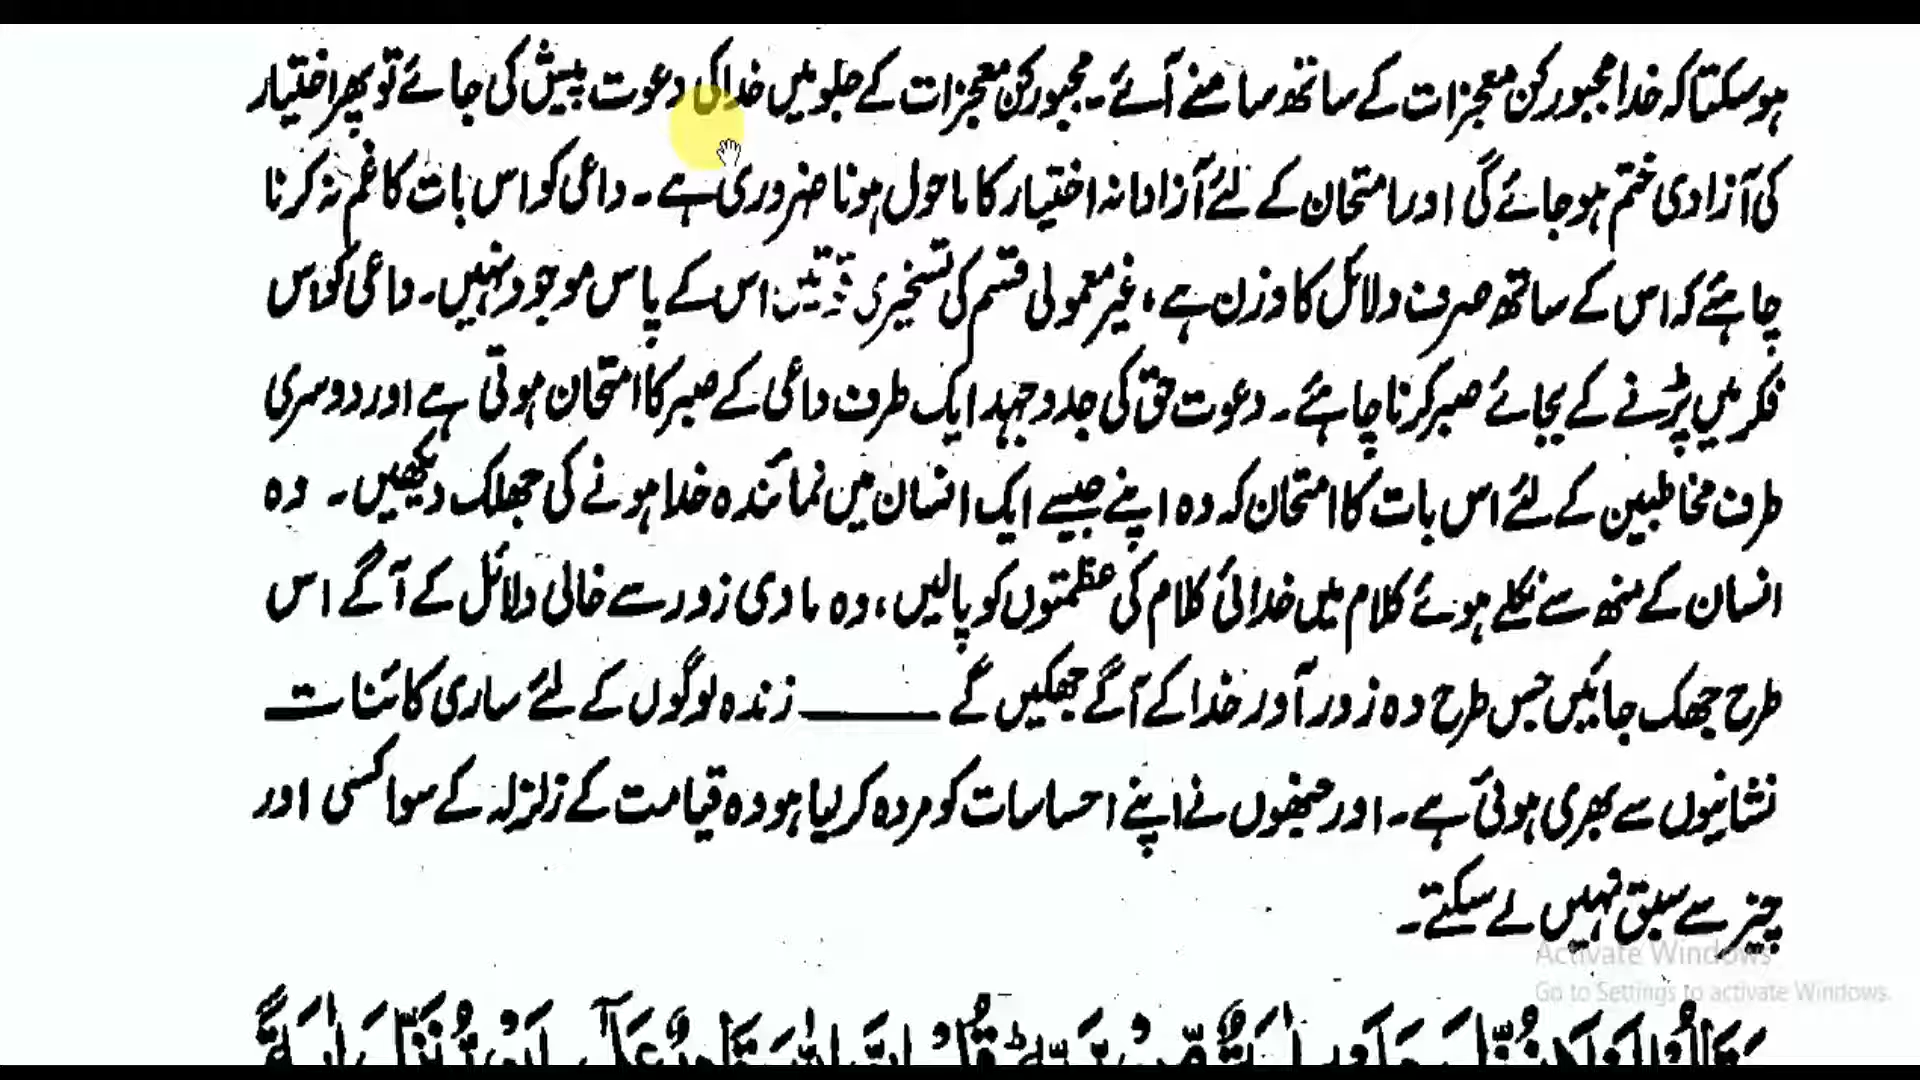 ہوسکتا کہ خدا مجبور کن معجزات کے ساتھ سامنے آئے۔ مجبور کن معجزات کے جلو میں خدا کی دعوت پیش کی جائے تو پھر اختیار
کی آزادی ختم ہو جائے گی اور امتحان کے لئے آزادانہ اختیار کا ماحول ہونا ضروری ہے۔ داعی کو اس بات کا غم نہ کرنا
چاہئے کہ اس کے ساتھ صرف دلائل کا وزن ہے، غیر معمولی قسم کی تسخیری قوتیں اس کے پاس موجود نہیں۔ داعی کو اس
فکر میں پڑنے کے بجائے صبر کرنا چاہئے۔ دعوت حق کی جدوجہد ایک طرف داعی کے صبر کا امتحان ہوتی ہے اور دوسری
طرف مخاطبین کے لئے اس بات کا امتحان کہ وہ اپنے جیسے ایک انسان میں نمائندہ خدا ہونے کی جھلک دیکھیں۔ وہ
انسان کے منھ سے نکلے ہوئے کلام میں خدائی کلام کی عظمتوں کو پالیں، وہ مادی زور سے خالی دلائل کے آگے اس
طرح جھک جائیں جس طرح وہ زور آور خدا کے آگے جھکیں گے ـــــــ زندہ لوگوں کے لئے ساری کائنات
نشانیوں سے بھری ہوئی ہے۔ اور جنھوں نے اپنے احساسات کو مردہ کر لیا ہو وہ قیامت کے زلزلہ کے سوا کسی اور
چیز سے سبق نہیں لے سکتے۔
Activate Windows
Go to Settings to activate Windows.